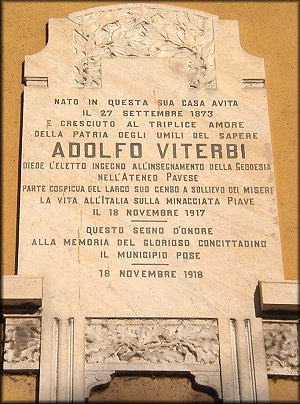 NATO IN QUESTA SUA CASA AVITA
IL 27 SETTEMBRE 1873
E CRESCIUTO AL TRIPLICE AMORE
DELLA PATRIA DEGLI UMILI DEL SAPERE
ADOLFO VITERBI
DIEDE L'ELETTO INGEGNO ALL'INSEGNAMENTO DELLA GEODESIA
NELL'ATENEO PAVESE
PARTE COSPICUA DEL LARGO SUO CENSO A SOLLIEVO DEI MISERI
LA VITA ALL'ITALIA SULLA MINACCIATA PIAVE
IL 18 NOVEMBRE 1917
QUESTO SEGNO D'ONORE
ALLA MEMORIA DEL GLORIOSO CONCITTADINO
IL MUNICIPIO POSE
18 NOVEMBRE 1918